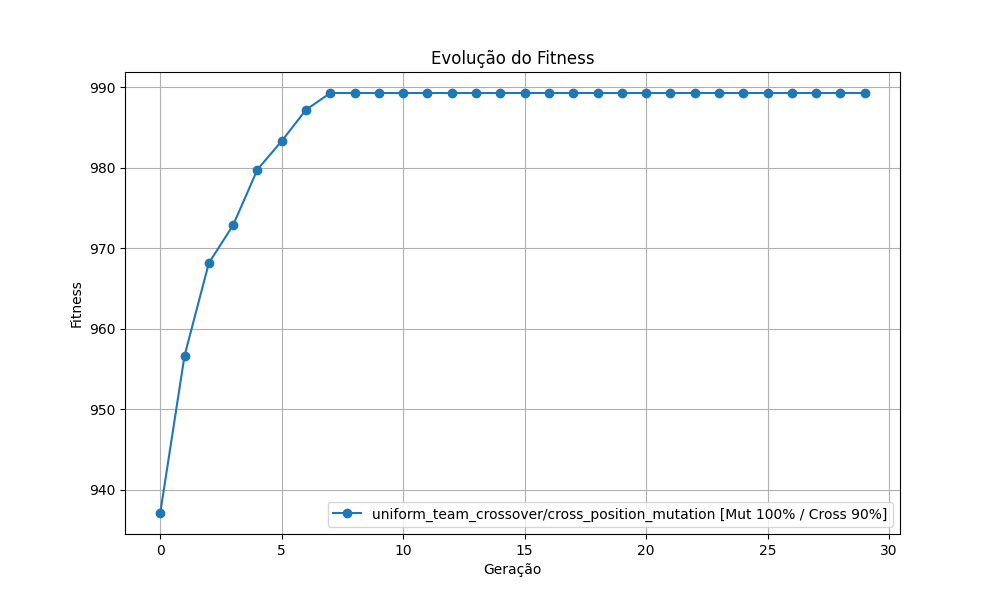 Evolução do Fitness
990
980
970
960
950
940
Fitness
uniform_team_crossover/cross_position_mutation [Mut 100% / Cross 90%]
0 5 10 15 20 25 30
Geração